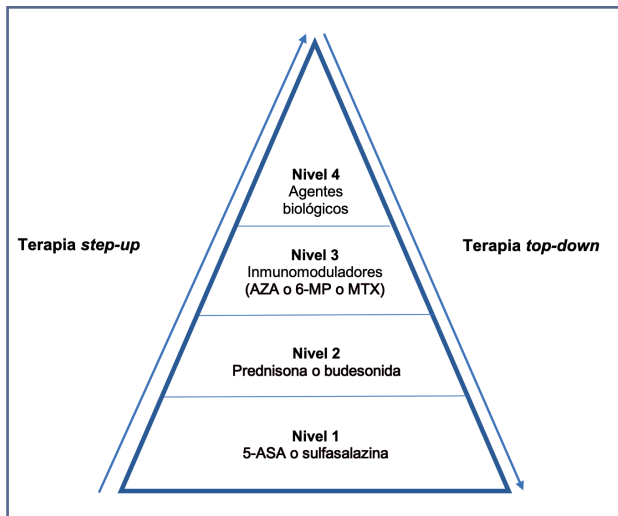 Nivel 4
Agentes
biológicos
Terapia step-up
Terapia top-down
Nivel 3
Inmunomoduladores
(AZA o 6-MP o MTX)
Nivel 2
Prednisona o budesonida
Nivel 1
5-ASA o sulfasalazina